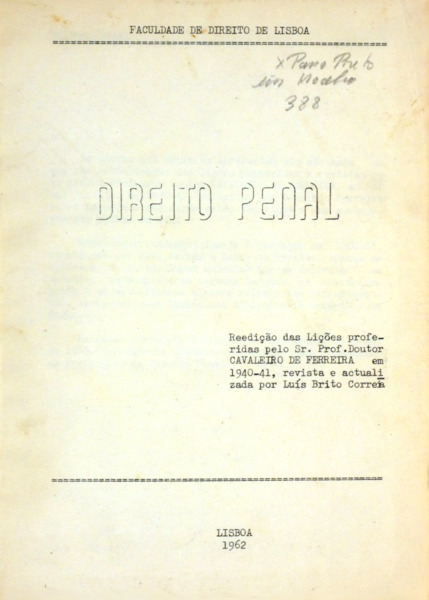 FACULDADE DE DIREITO DE LISBOA
388
DIREITO PENAL
Reedição das Lições profe-
ridas pelo Sr. Prof.Doutor
CAVALEIRO DE FERREIRA em
1940-41, revista e actuali
zada por Luís Brito Correia
LISBOA
1962